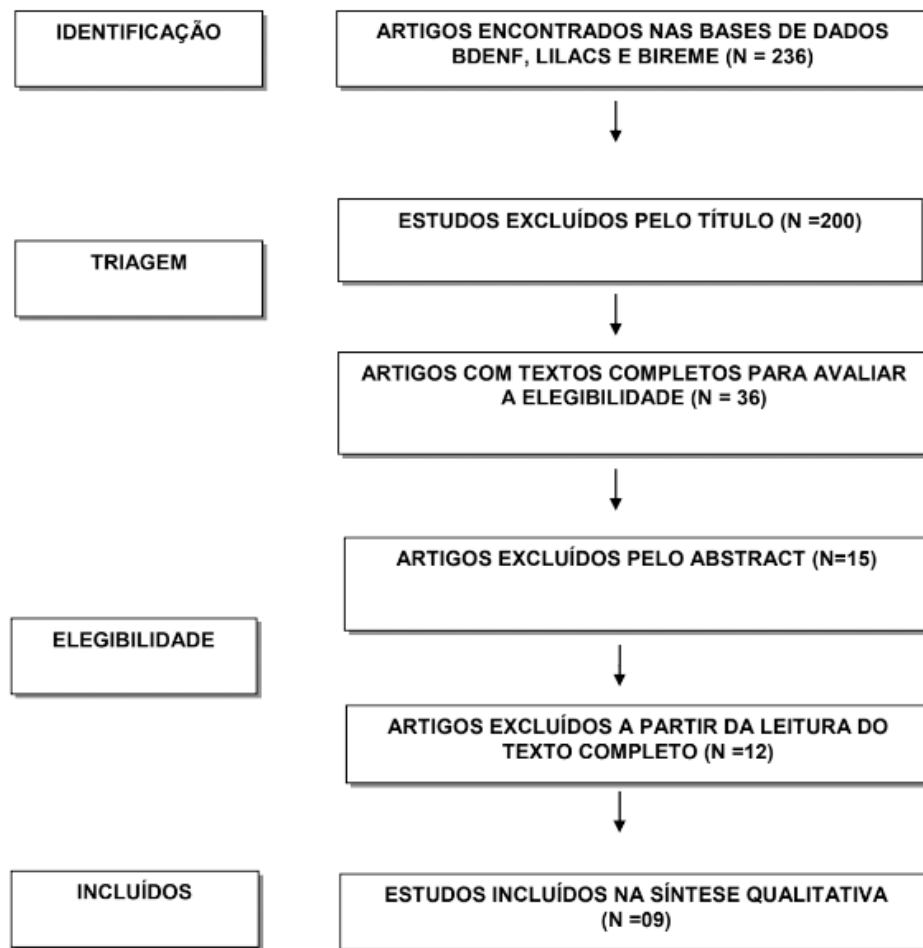 IDENTIFICAÇÃO
ARTIGOS ENCONTRADOS NAS BASES DE DADOS
BDENF, LILACS E BIREME (N = 236)
ESTUDOS EXCLUÍDOS PELO TÍTULO (N =200)
TRIAGEM
ARTIGOS COM TEXTOS COMPLETOS PARA AVALIAR
A ELEGIBILIDADE (N = 36)
ARTIGOS EXCLUÍDOS PELO ABSTRACT (N=15)
ELEGIBILIDADE
ARTIGOS EXCLUÍDOS A PARTIR DA LEITURA DO
TEXTO COMPLETO (N =12)
INCLUÍDOS
ESTUDOS INCLUÍDOS NA SÍNTESE QUALITATIVA
(N =09)